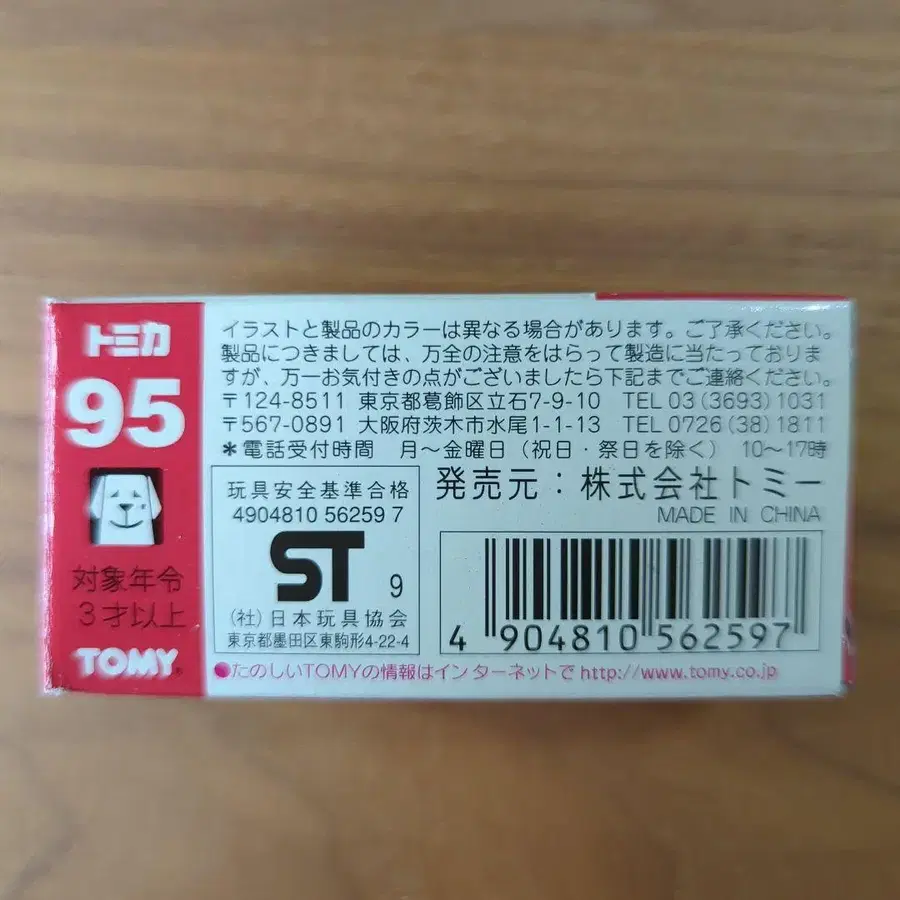 トミカ
95
対象年令
3才以上
TOMY
イラストと製品のカラーは異なる場合があります。ご了承ください。
製品につきましては、万全の注意をはらって製造に当たっておりま
すが、万一お気付きの点がございましたら下記までご連絡ください。
〒124-8511 東京都葛飾区立石7-9-10 TEL 03(3693)1031
〒567-0891 大阪府茨木市水尾1-1-13 TEL 0726(38)1811
＊電話受付時間 月〜金曜日(祝日・祭日を除く) 10〜17時
玩具安全基準合格
4904810 56259 7
ST 9
(社)日本玩具協会
東京都墨田区東駒形4-22-4
発売元：株式会社トミー
MADE IN CHINA
4 904810 562597
●たのしいTOMYの情報はインターネットで http://www.tomy.co.jp